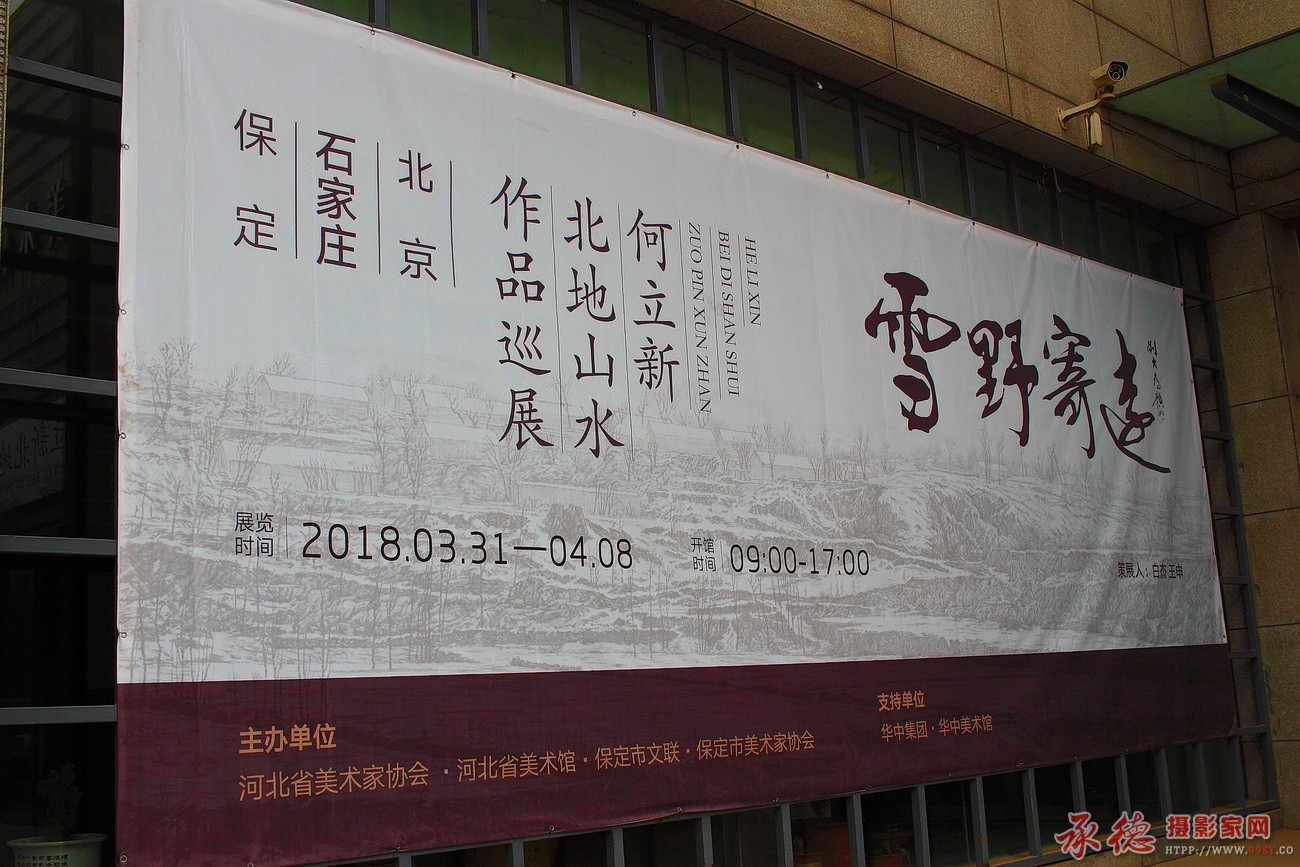 雪野寄远
HE LI XIN
BEI DI SHAN SHUI
ZUO PIN XUN ZHAN
何立新
北地山水
作品巡展
北京
石家庄
保定
展览
时间
2018.03.31—04.08
开馆
时间
09:00-17:00
策展人：白杰 王申
主办单位
河北省美术家协会 · 河北省美术馆 · 保定市文联 · 保定市美术家协会
支持单位
华中集团 · 华中美术馆
承德 摄影家网
HTPP://WWW.99SY.CO